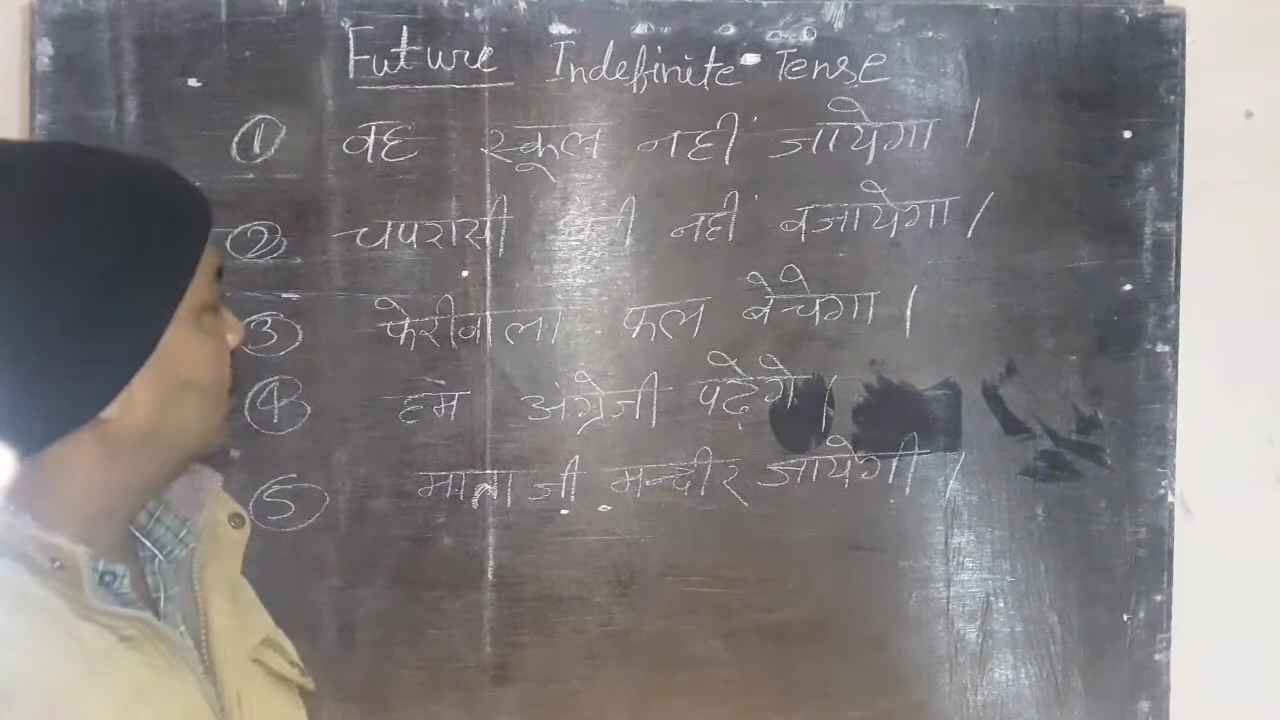 Future Indefinite Tense
① वह स्कूल नहीं जायेगा ।
② चपरासी घंटी नहीं बजायेगा ।
③ फेरीवाला फल बेचेगा ।
④ हम अंग्रेजी पढ़ेगे ।
⑤ माता जी मन्दीर जायेगी ।